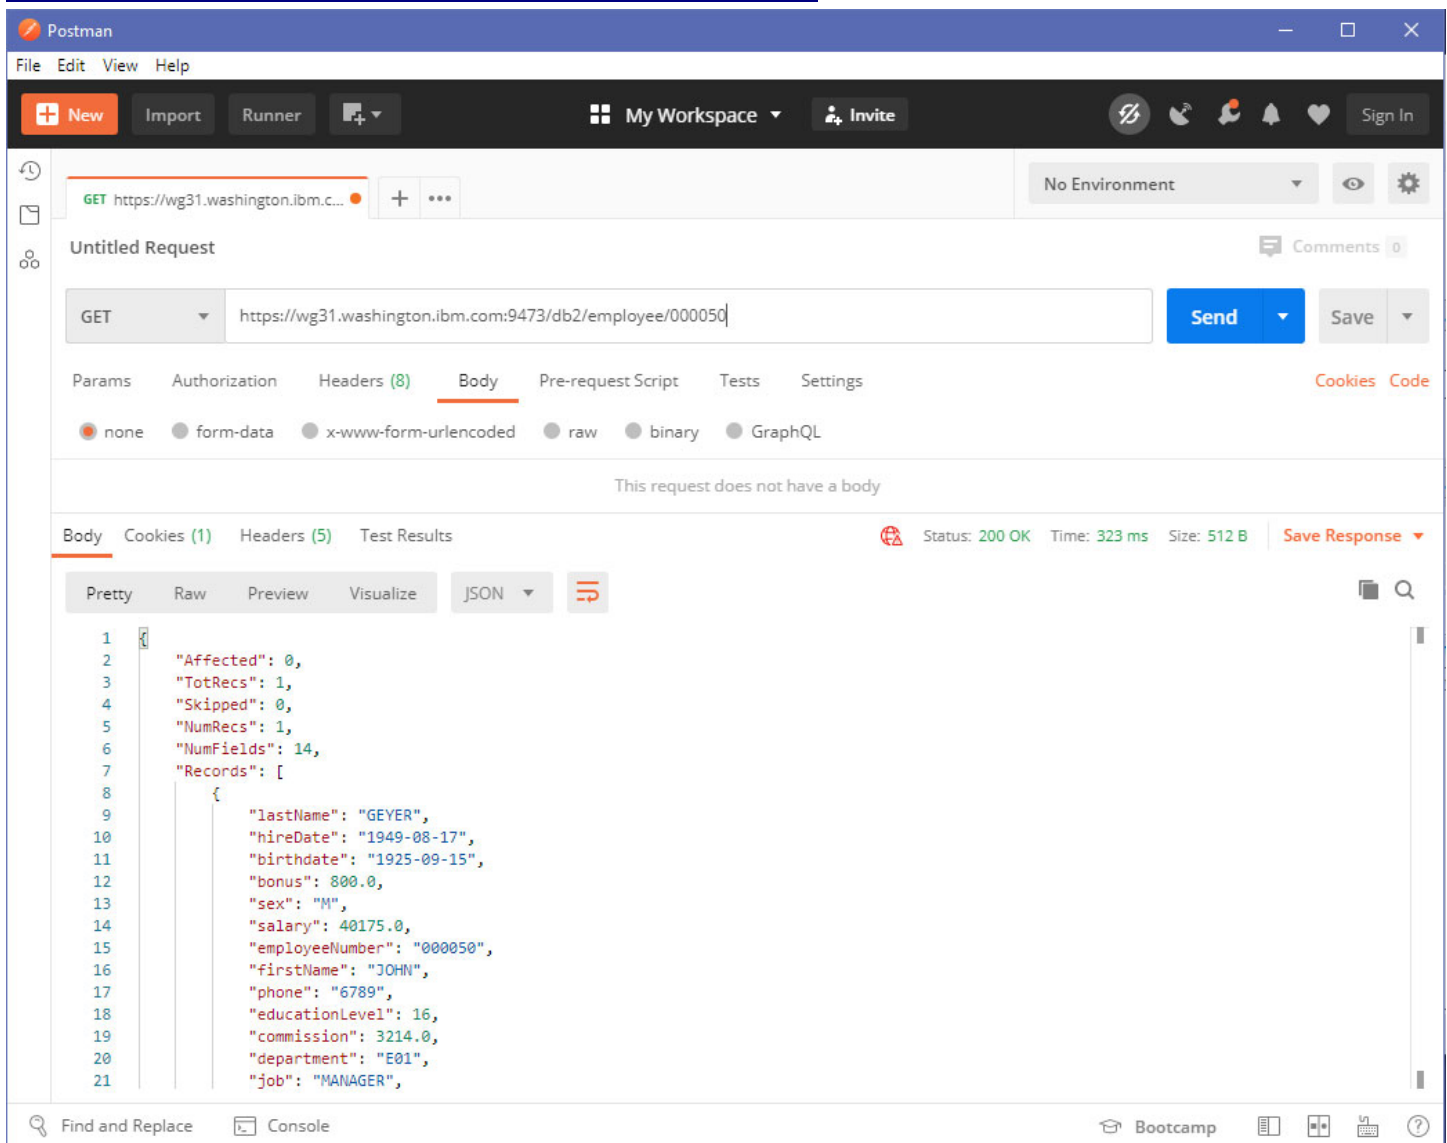 Postman
File Edit View Help
New Import Runner My Workspace Invite Sign In
GET https://wg31.washington.ibm.c... No Environment
Untitled Request Comments 0
GET https://wg31.washington.ibm.com:9473/db2/employee/000050 Send Save
Params Authorization Headers (8) Body Pre-request Script Tests Settings Cookies Code
none form-data x-www-form-urlencoded raw binary GraphQL
This request does not have a body
Body Cookies (1) Headers (5) Test Results Status: 200 OK Time: 323 ms Size: 512 B Save Response
Pretty Raw Preview Visualize JSON
1 {
2 "Affected": 0,
3 "TotRecs": 1,
4 "Skipped": 0,
5 "NumRecs": 1,
6 "NumFields": 14,
7 "Records": [
8 {
9 "lastName": "GEYER",
10 "hireDate": "1949-08-17",
11 "birthdate": "1925-09-15",
12 "bonus": 800.0,
13 "sex": "M",
14 "salary": 40175.0,
15 "employeeNumber": "000050",
16 "firstName": "JOHN",
17 "phone": "6789",
18 "educationLevel": 16,
19 "commission": 3214.0,
20 "department": "E01",
21 "job": "MANAGER",
Find and Replace Console Bootcamp